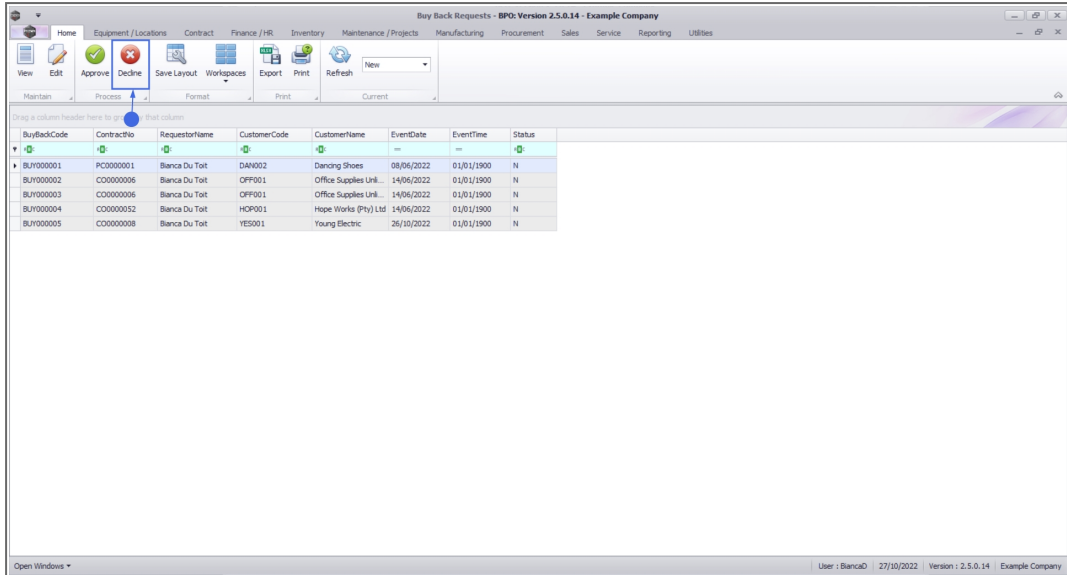 Buy Back Requests - BPO: Version 2.5.0.14 - Example Company
Home Equipment / Locations Contract Finance / HR Inventory Maintenance / Projects Manufacturing Procurement Sales Service Reporting Utilities
View Edit Approve Decline Save Layout Workspaces Export Print Refresh New
Maintain Process Format Print Current
Drag a column header here to that column
BuyBackCode ContractNo RequestorName CustomerCode CustomerName EventDate EventTime Status
BUY000001 PC0000001 Bianca Du Toit DAN002 Dancing Shoes 08/06/2022 01/01/1900 N
BUY000002 CO0000006 Bianca Du Toit OFF001 Office Supplies Unli... 14/06/2022 01/01/1900 N
BUY000003 CO0000006 Bianca Du Toit OFF001 Office Supplies Unli... 14/06/2022 01/01/1900 N
BUY000004 CO0000052 Bianca Du Toit HOP001 Hope Works (Pty) Ltd 14/06/2022 01/01/1900 N
BUY000005 CO0000008 Bianca Du Toit YES001 Young Electric 26/10/2022 01/01/1900 N
Open Windows User : BiancaD 27/10/2022 Version : 2.5.0.14 Example Company